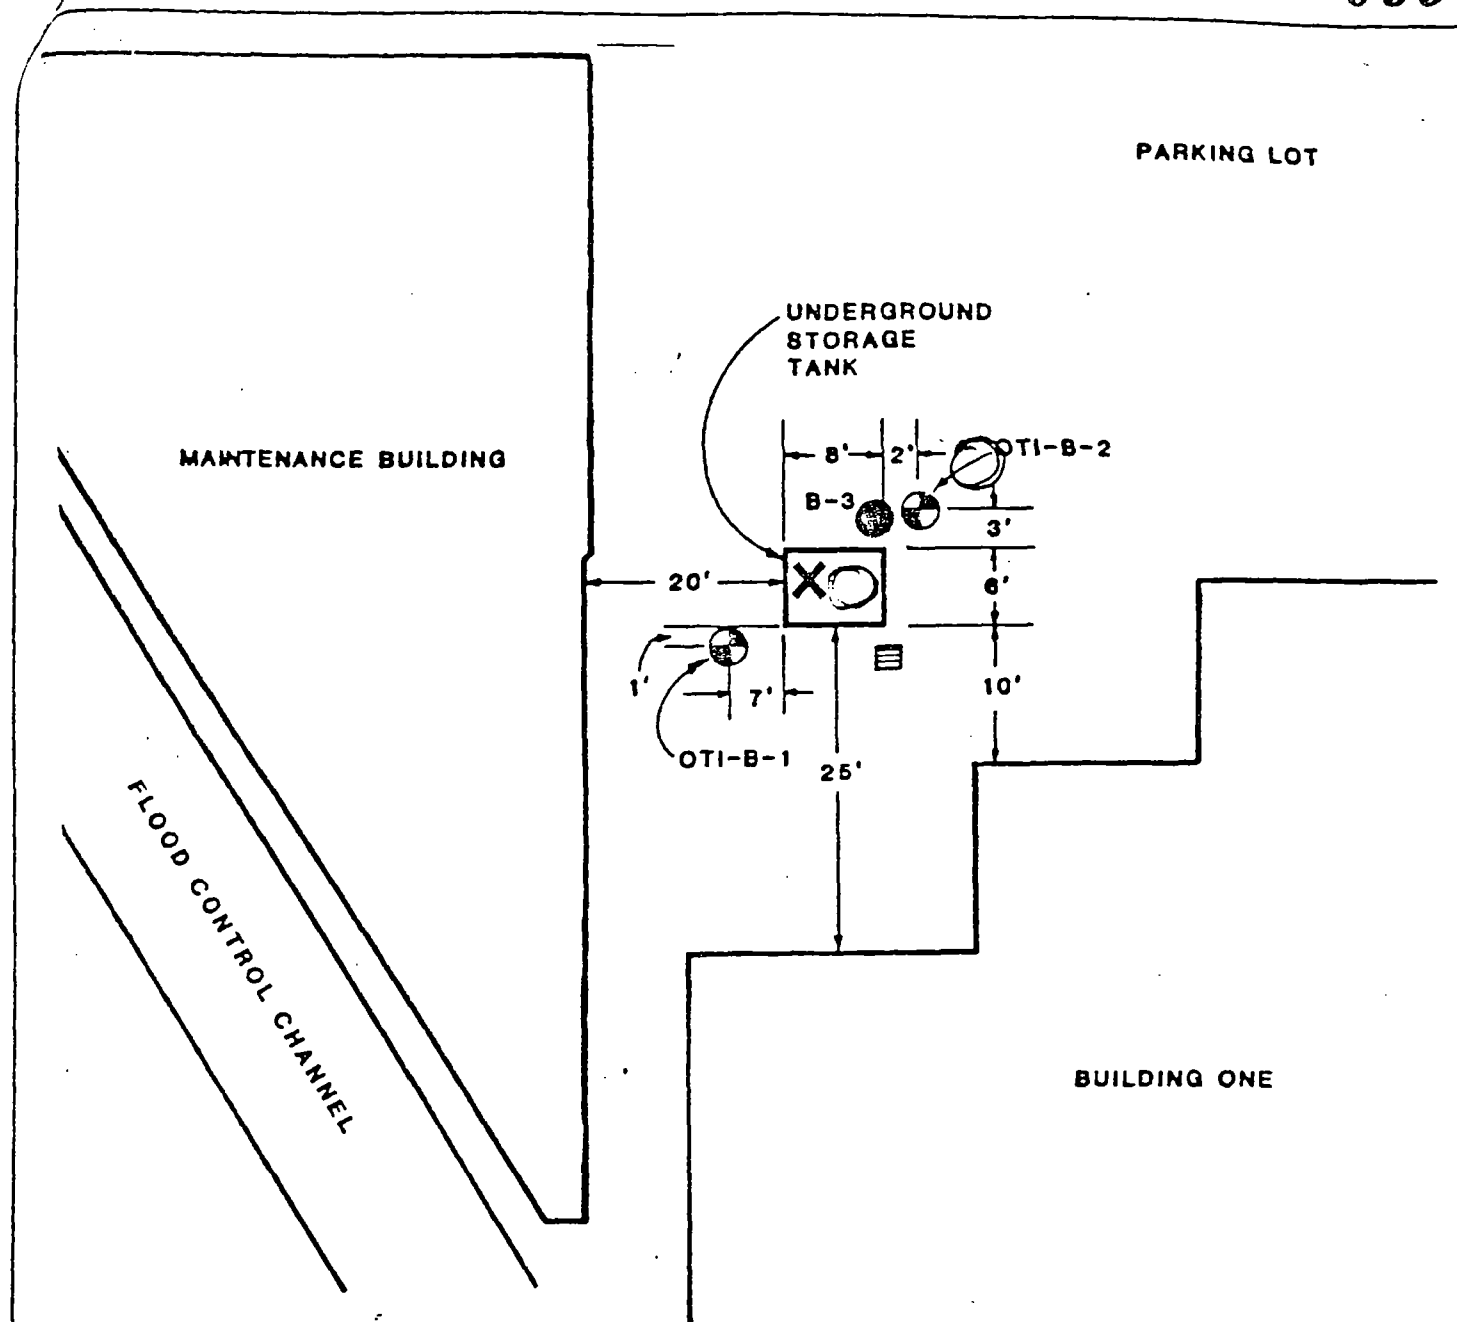 PARKING LOT
UNDERGROUND
STORAGE
TANK
MAINTENANCE BUILDING
8'
2'
OTI-B-2
B-3
3'
20'
6'
1'
7'
10'
OTI-B-1
25'
FLOOD CONTROL CHANNEL
BUILDING ONE